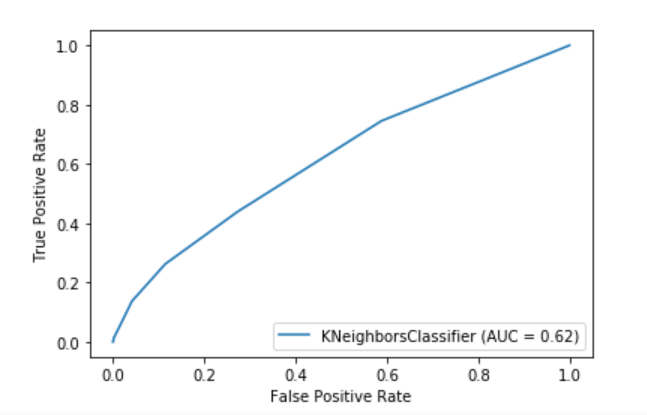 1.0
0.8
0.6
0.4
0.2
0.0
True Positive Rate
KNeighborsClassifier (AUC = 0.62)
0.0 0.2 0.4 0.6 0.8 1.0
False Positive Rate